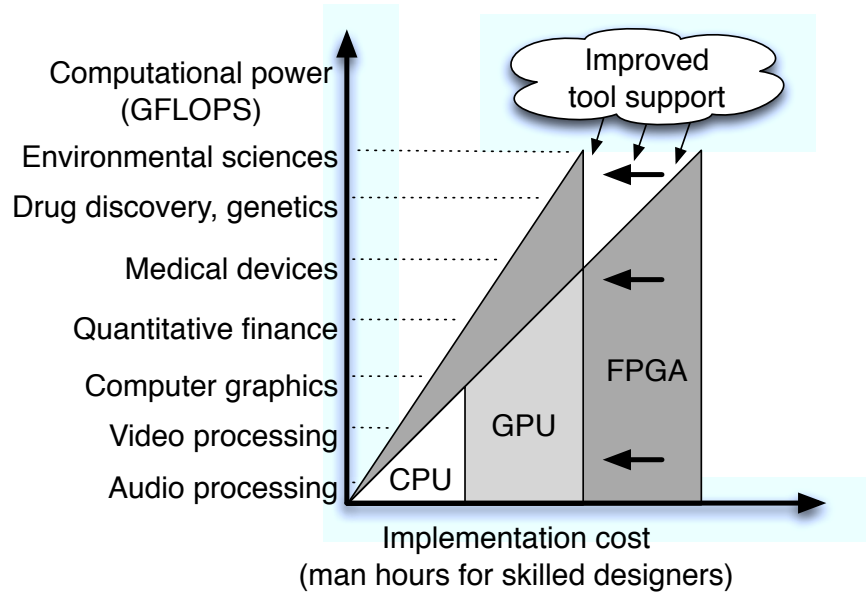 Computational power
(GFLOPS)
Improved
tool support
Environmental sciences
Drug discovery, genetics
Medical devices
Quantitative finance
Computer graphics
Video processing
Audio processing
CPU
GPU
FPGA
Implementation cost
(man hours for skilled designers)